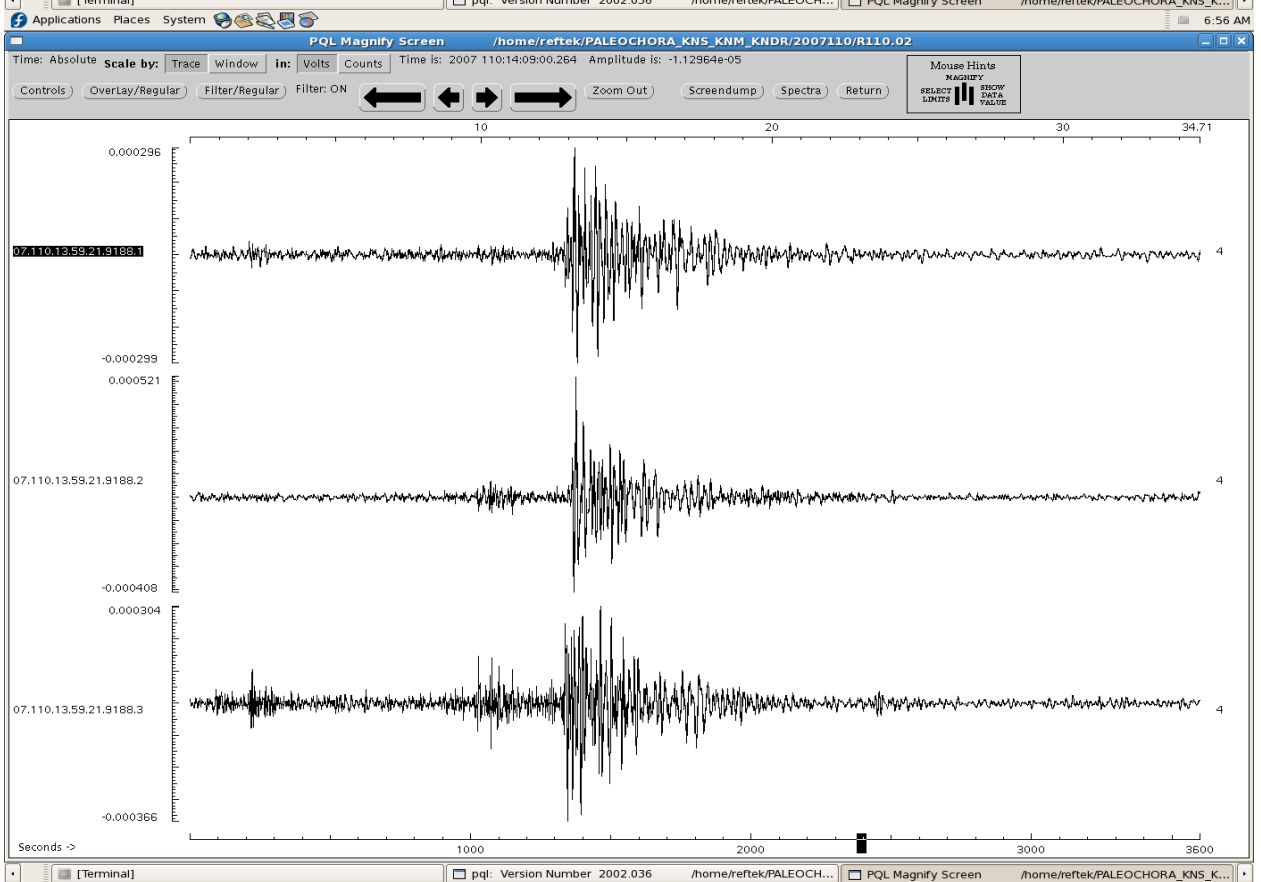 [Terminal] pql: Version Number 2002.036 /home/reftek/PALEOCH... PQL Magnify Screen /home/reftek/PALEOCHORA_KNS_K...
Applications Places System 6:56 AM
PQL Magnify Screen /home/reftek/PALEOCHORA_KNS_KNM_KNDR/2007110/R110.02
Time: Absolute Scale by: Trace Window in: Volts Counts Time is: 2007 110:14:09:00.264 Amplitude is: -1.12964e-05
Controls OverLay/Regular Filter/Regular Filter: ON Zoom Out Screendump Spectra Return
Mouse Hints
MAGNIFY
SELECT LIMITS
SHOW DATA VALUE
10 20 30 34.71
0.000296
07.110.13.59.21.9188.1 4
-0.000299
0.000521
07.110.13.59.21.9188.2 4
-0.000408
0.000304
07.110.13.59.21.9188.3 4
-0.000366
Seconds -> 1000 2000 3000 3600
[Terminal] pql: Version Number 2002.036 /home/reftek/PALEOCH... PQL Magnify Screen /home/reftek/PALEOCHORA_KNS_K...